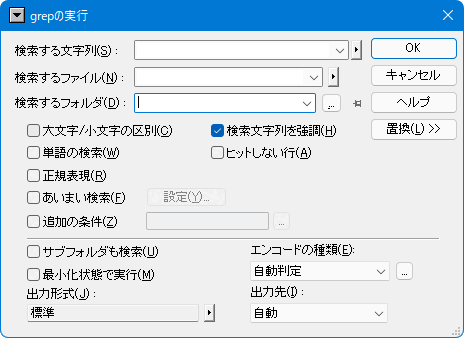 grepの実行
検索する文字列(S) :
OK
検索するファイル(N) :
キャンセル
検索するフォルダ(D) :
...
ヘルプ
大文字/小文字の区別(C)
検索文字列を強調(H)
置換(L) >>
単語の検索(W)
ヒットしない行(A)
正規表現(R)
あいまい検索(F)
設定(Y)...
追加の条件(Z)
...
サブフォルダも検索(U)
エンコードの種類(E):
最小化状態で実行(M)
自動判定
...
出力形式(J) :
出力先(I) :
標準
自動